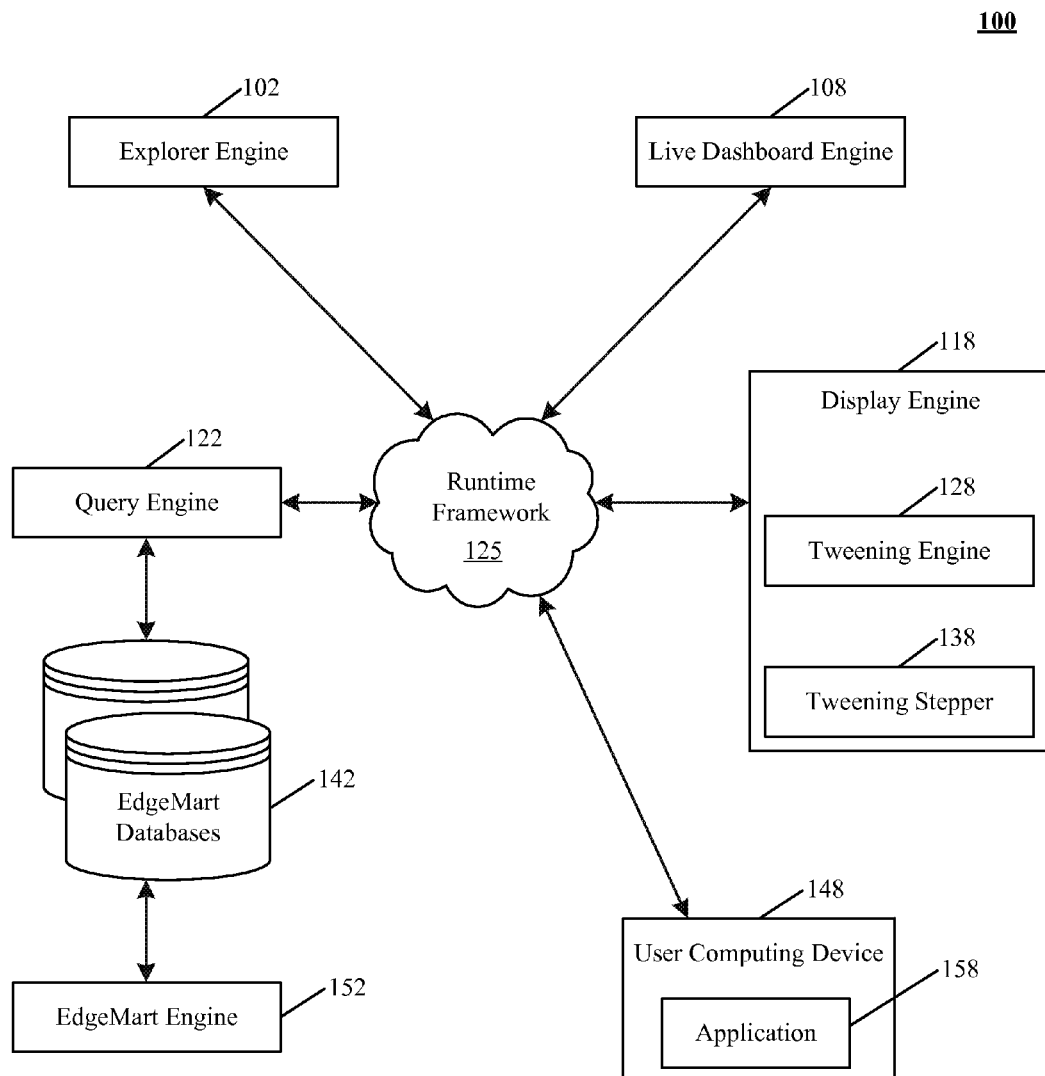 100
102
108
Explorer Engine
Live Dashboard Engine
118
Display Engine
122
Query Engine
Runtime
Framework
125
128
Tweening Engine
138
Tweening Stepper
142
EdgeMart
Databases
148
User Computing Device
158
Application
152
EdgeMart Engine